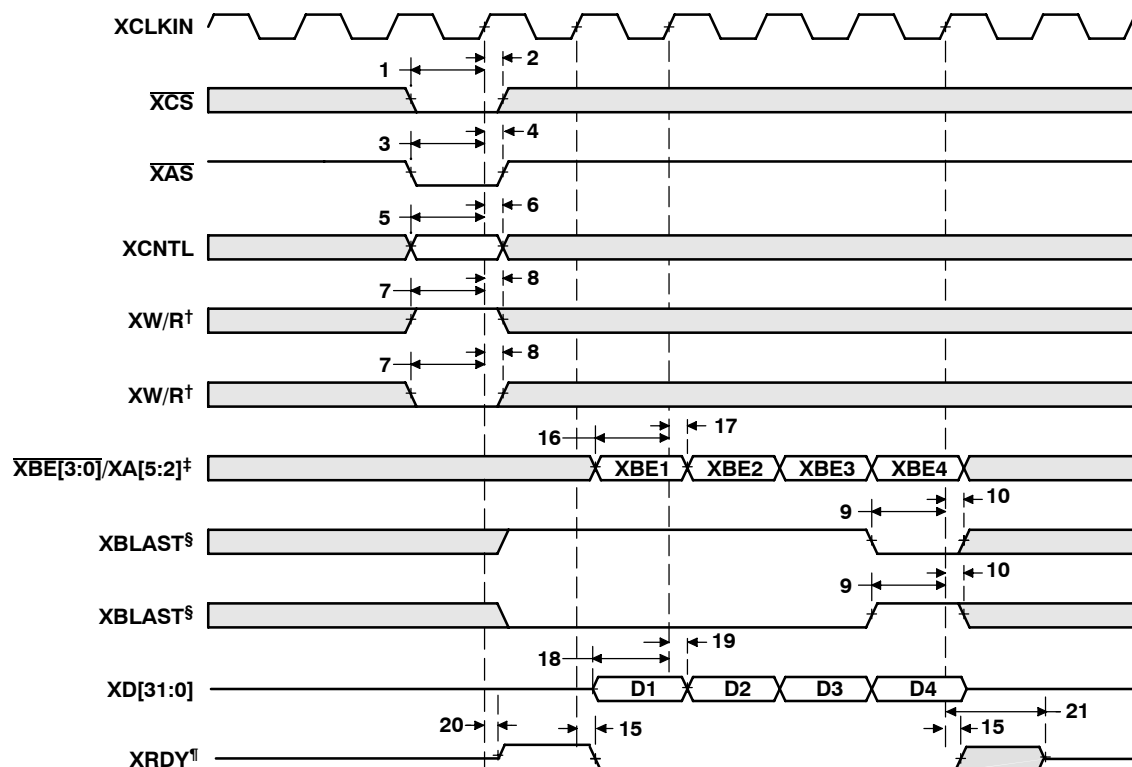 XCLKIN
1 2
XCS
3 4
XAS
5 6
XCNTL
7 8
XW/R†
7 8
XW/R†
16 17
XBE[3:0]/XA[5:2]‡ XBE1 XBE2 XBE3 XBE4
9 10
XBLAST§
9 10
XBLAST§
18 19
XD[31:0] D1 D2 D3 D4
20 15 15 21
XRDY¶